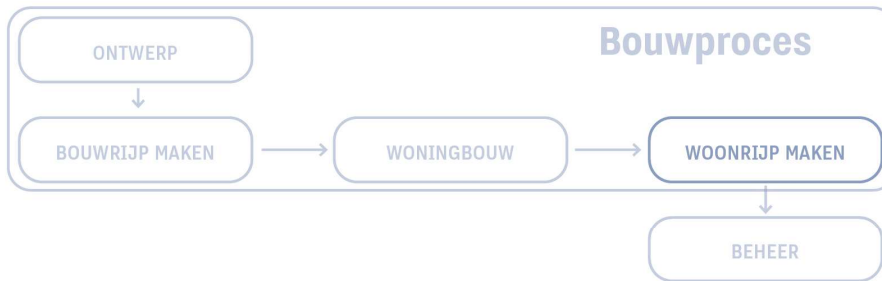 Bouwproces
ONTWERP
BOUWRIJP MAKEN
WONINGBOUW
WOONRIJP MAKEN
BEHEER